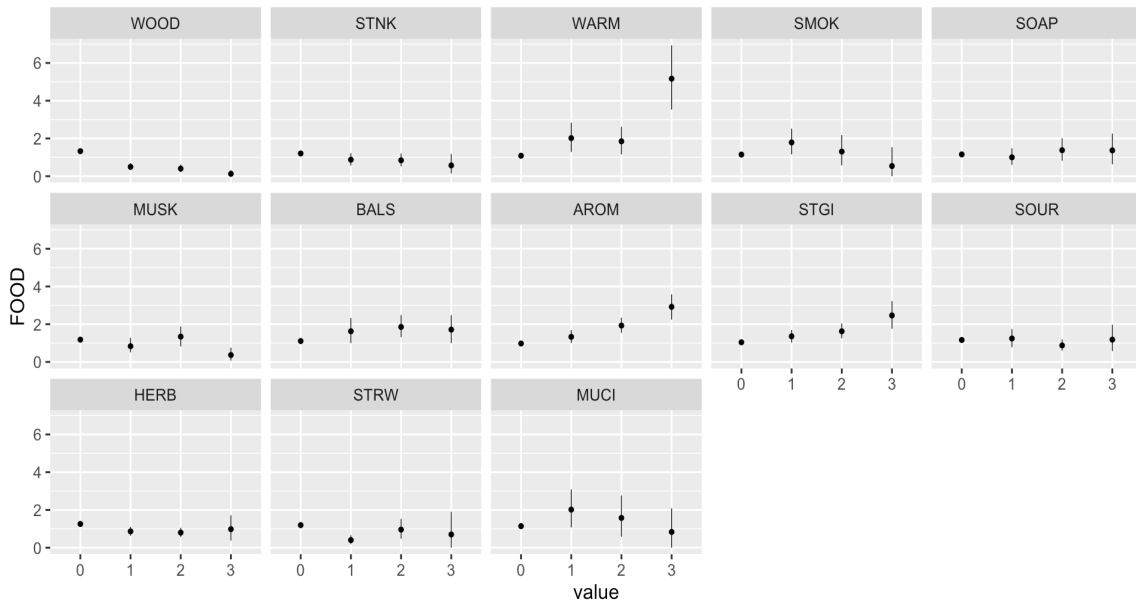 WOOD STNK WARM SMOK SOAP
6
4
2
0
MUSK BALS AROM STGI SOUR
6
4
2
0
0 1 2 3 0 1 2 3
HERB STRW MUCI
6
4
2
0
0 1 2 3 0 1 2 3 0 1 2 3
FOOD
value